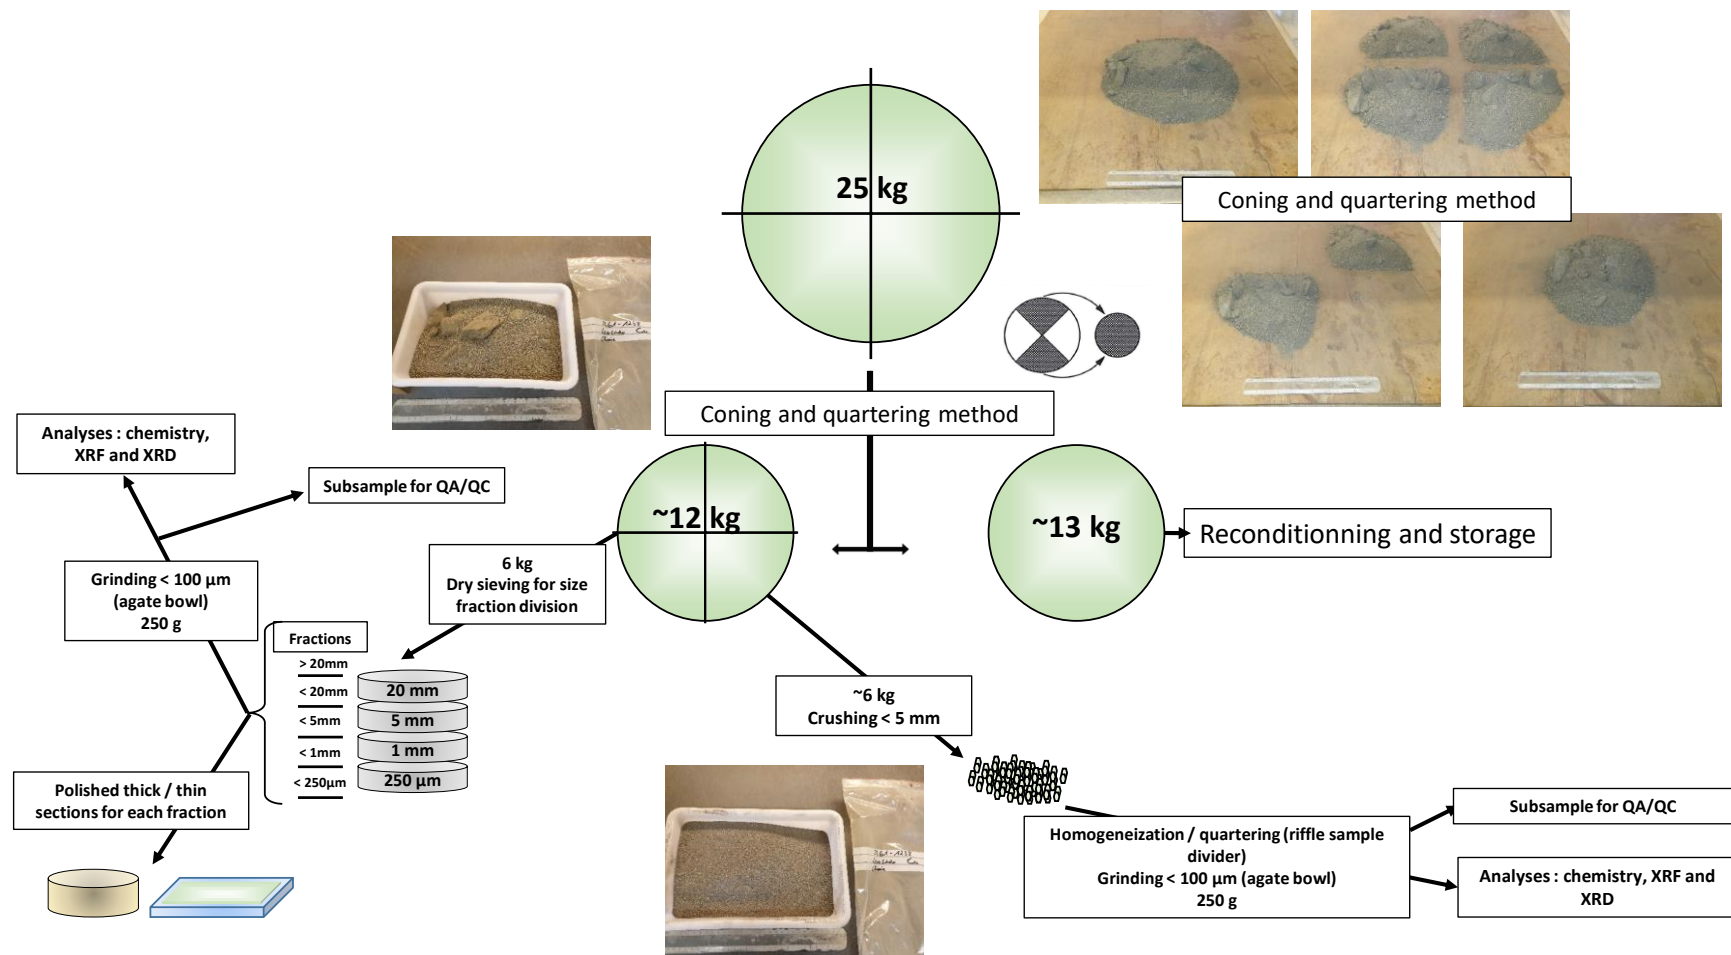 25 kg
Coning and quartering method
Coning and quartering method
Analyses : chemistry,
XRF and XRD
Subsample for QA/QC
~12 kg
~13 kg
Reconditionning and storage
6 kg
Dry sieving for size
fraction division
Grinding < 100 µm
(agate bowl)
250 g
Fractions
> 20mm
< 20mm
< 5mm
< 1mm
< 250µm
20 mm
5 mm
1 mm
250 µm
~6 kg
Crushing < 5 mm
Polished thick / thin
sections for each fraction
Homogeneization / quartering (riffle sample
divider)
Grinding < 100 µm (agate bowl)
250 g
Subsample for QA/QC
Analyses : chemistry, XRF and
XRD